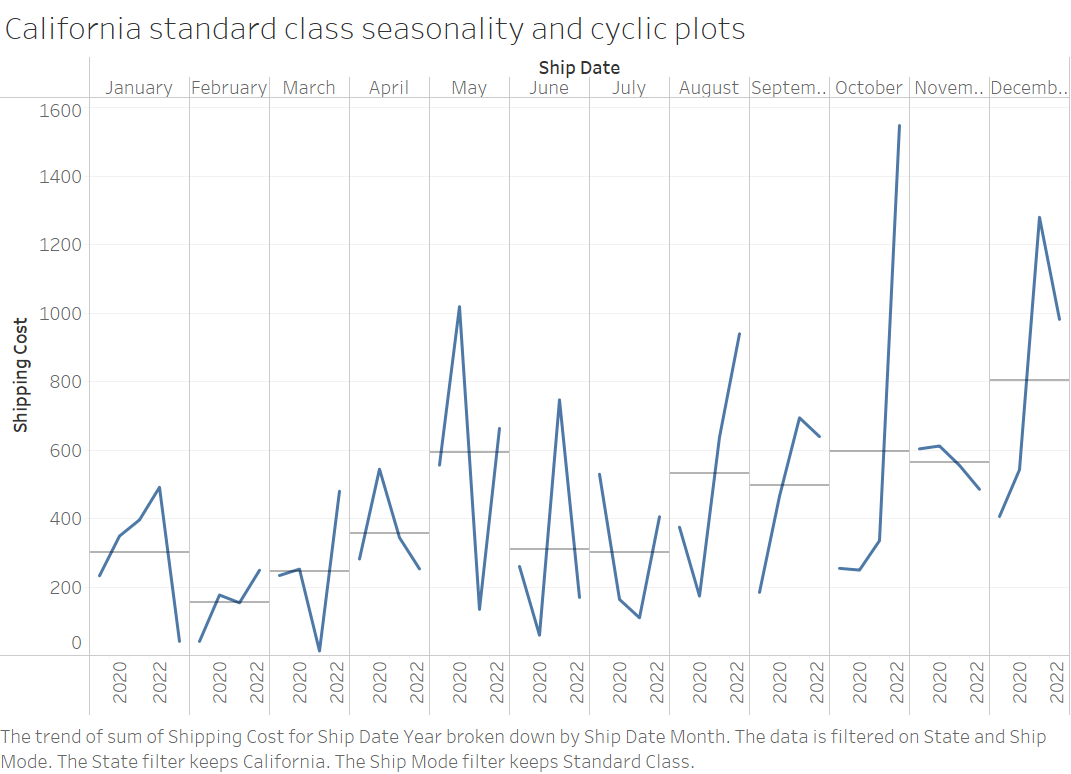 California standard class seasonality and cyclic plots
Ship Date
January February March April May June July August Septem.. October Novem.. Decemb..
Shipping Cost
1600
1400
1200
1000
800
600
400
200
0
2020 2022 2020 2022 2020 2022 2020 2022 2020 2022 2020 2022 2020 2022 2020 2022 2020 2022 2020 2022 2020 2022 2020 2022
The trend of sum of Shipping Cost for Ship Date Year broken down by Ship Date Month. The data is filtered on State and Ship
Mode. The State filter keeps California. The Ship Mode filter keeps Standard Class.